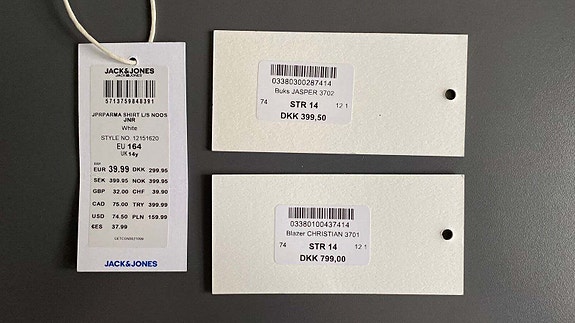 JACK&JONES
JACK&JONES
5713759848391
JPRPARMA SHIRT L/S NOOS
JNR
White
STYLE NO. 12151620
EU 164
UK 14y
EUR 39.99 DKK 299.95
SEK 399.95 NOK 399.95
GBP 32.00 CHF 39.90
CAD 75.00 TRY 399.99
USD 74.50 PLN 159.99
€ES 37.99
JACK&JONES
03380300287414
Buks JASPER 3702
74 STR 14 12 1
DKK 399,50
03380100437414
Blazer CHRISTIAN 3701
74 STR 14 12 1
DKK 799,00